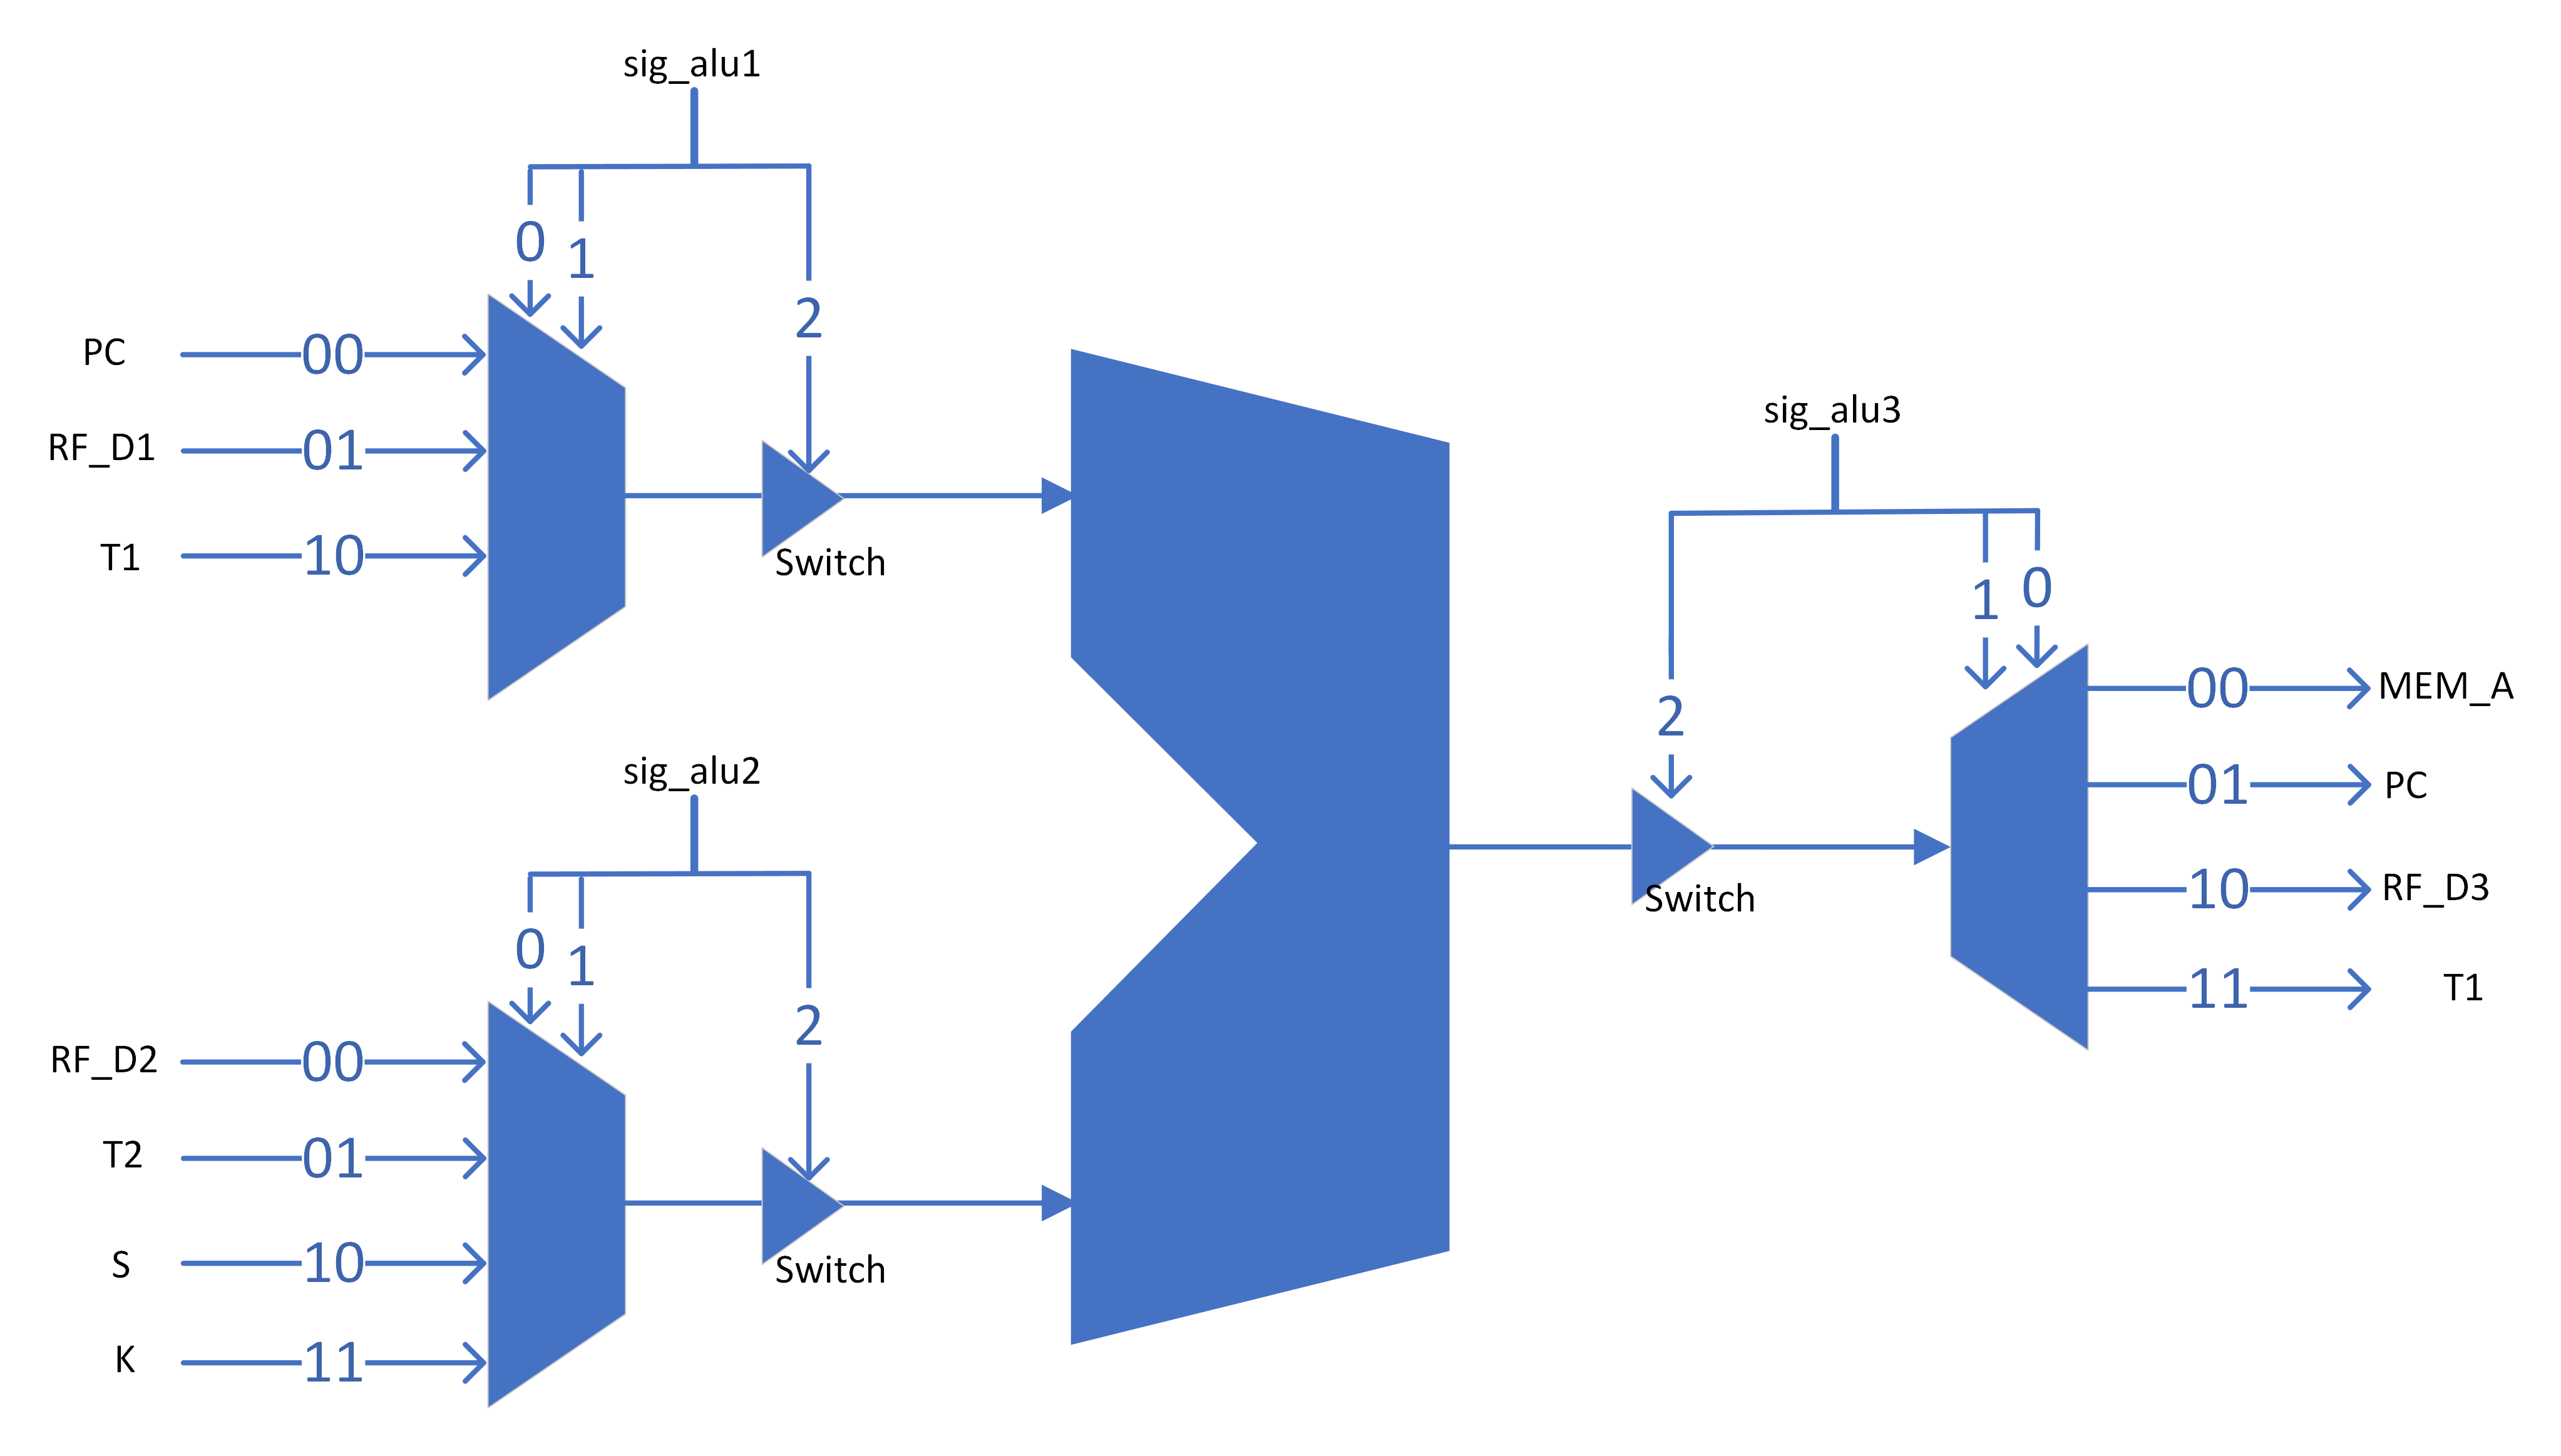 sig_alu1
0
1
2
PC
00
RF_D1
01
T1
10
Switch
sig_alu2
0
1
2
RF_D2
00
T2
01
S
10
K
11
Switch
sig_alu3
2
1
0
Switch
00
MEM_A
01
PC
10
RF_D3
11
T1